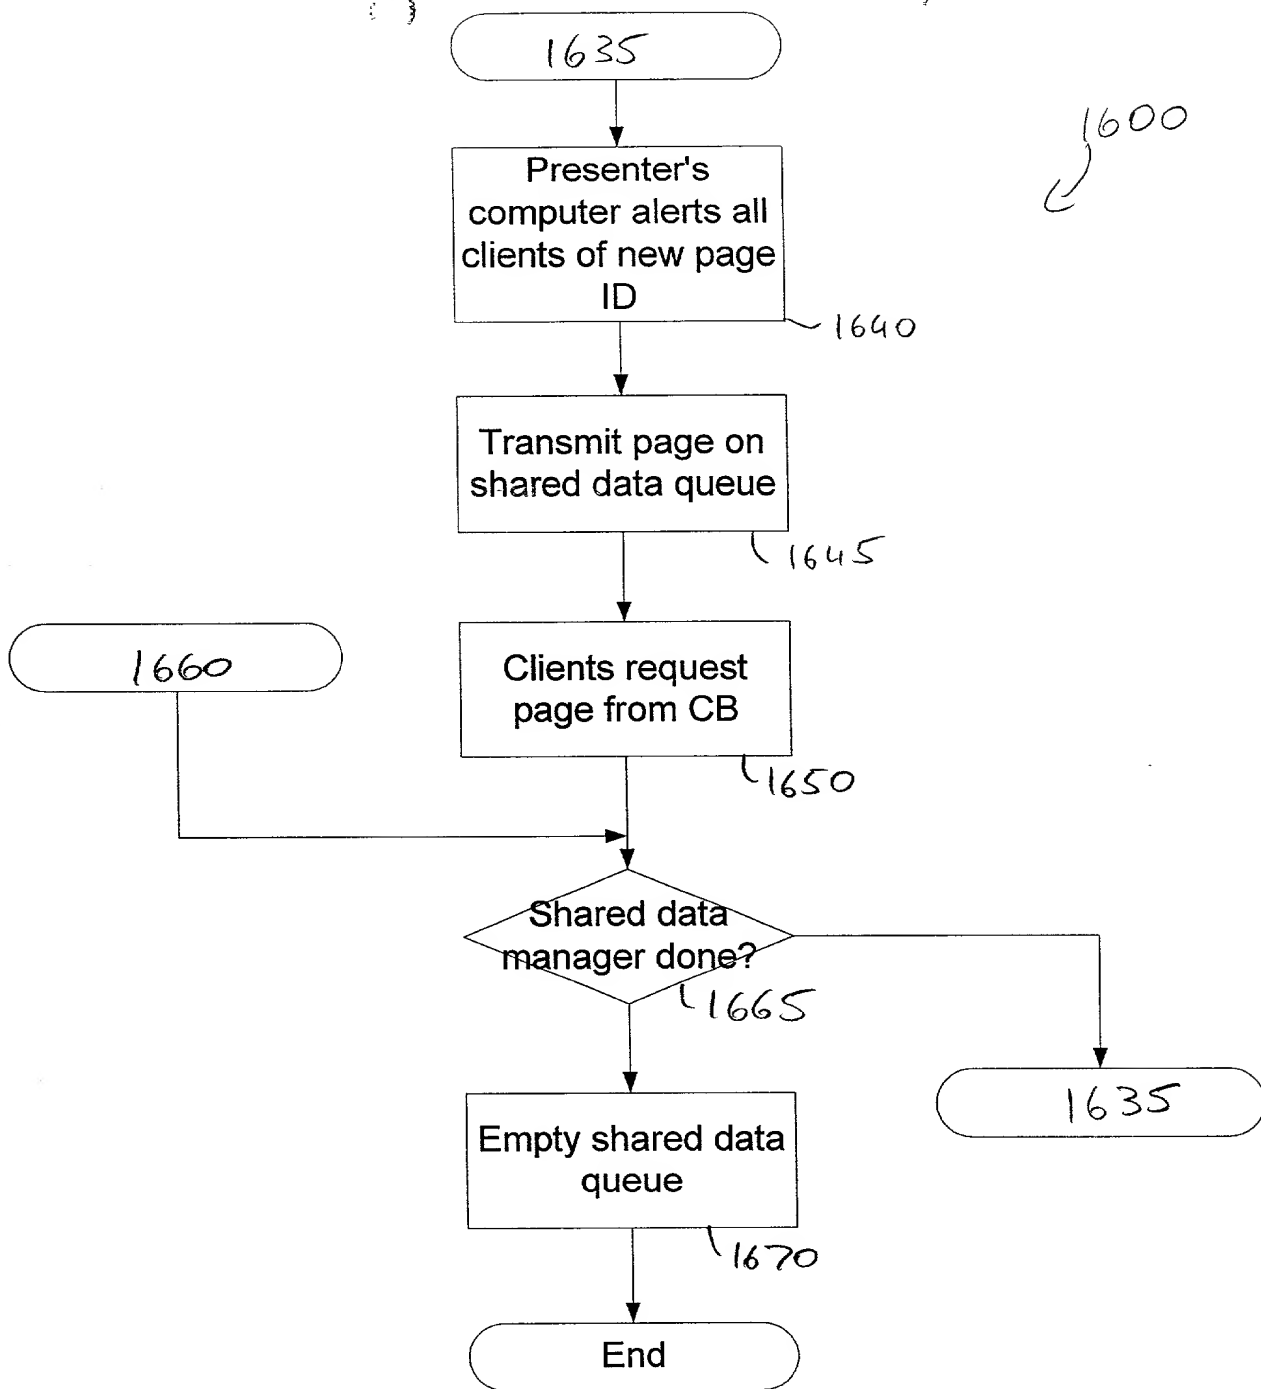 1635
1600
Presenter's
computer alerts all
clients of new page
ID
1640
Transmit page on
shared data queue
1645
1660
Clients request
page from CB
1650
Shared data
manager done?
1665
1635
Empty shared data
queue
1670
End